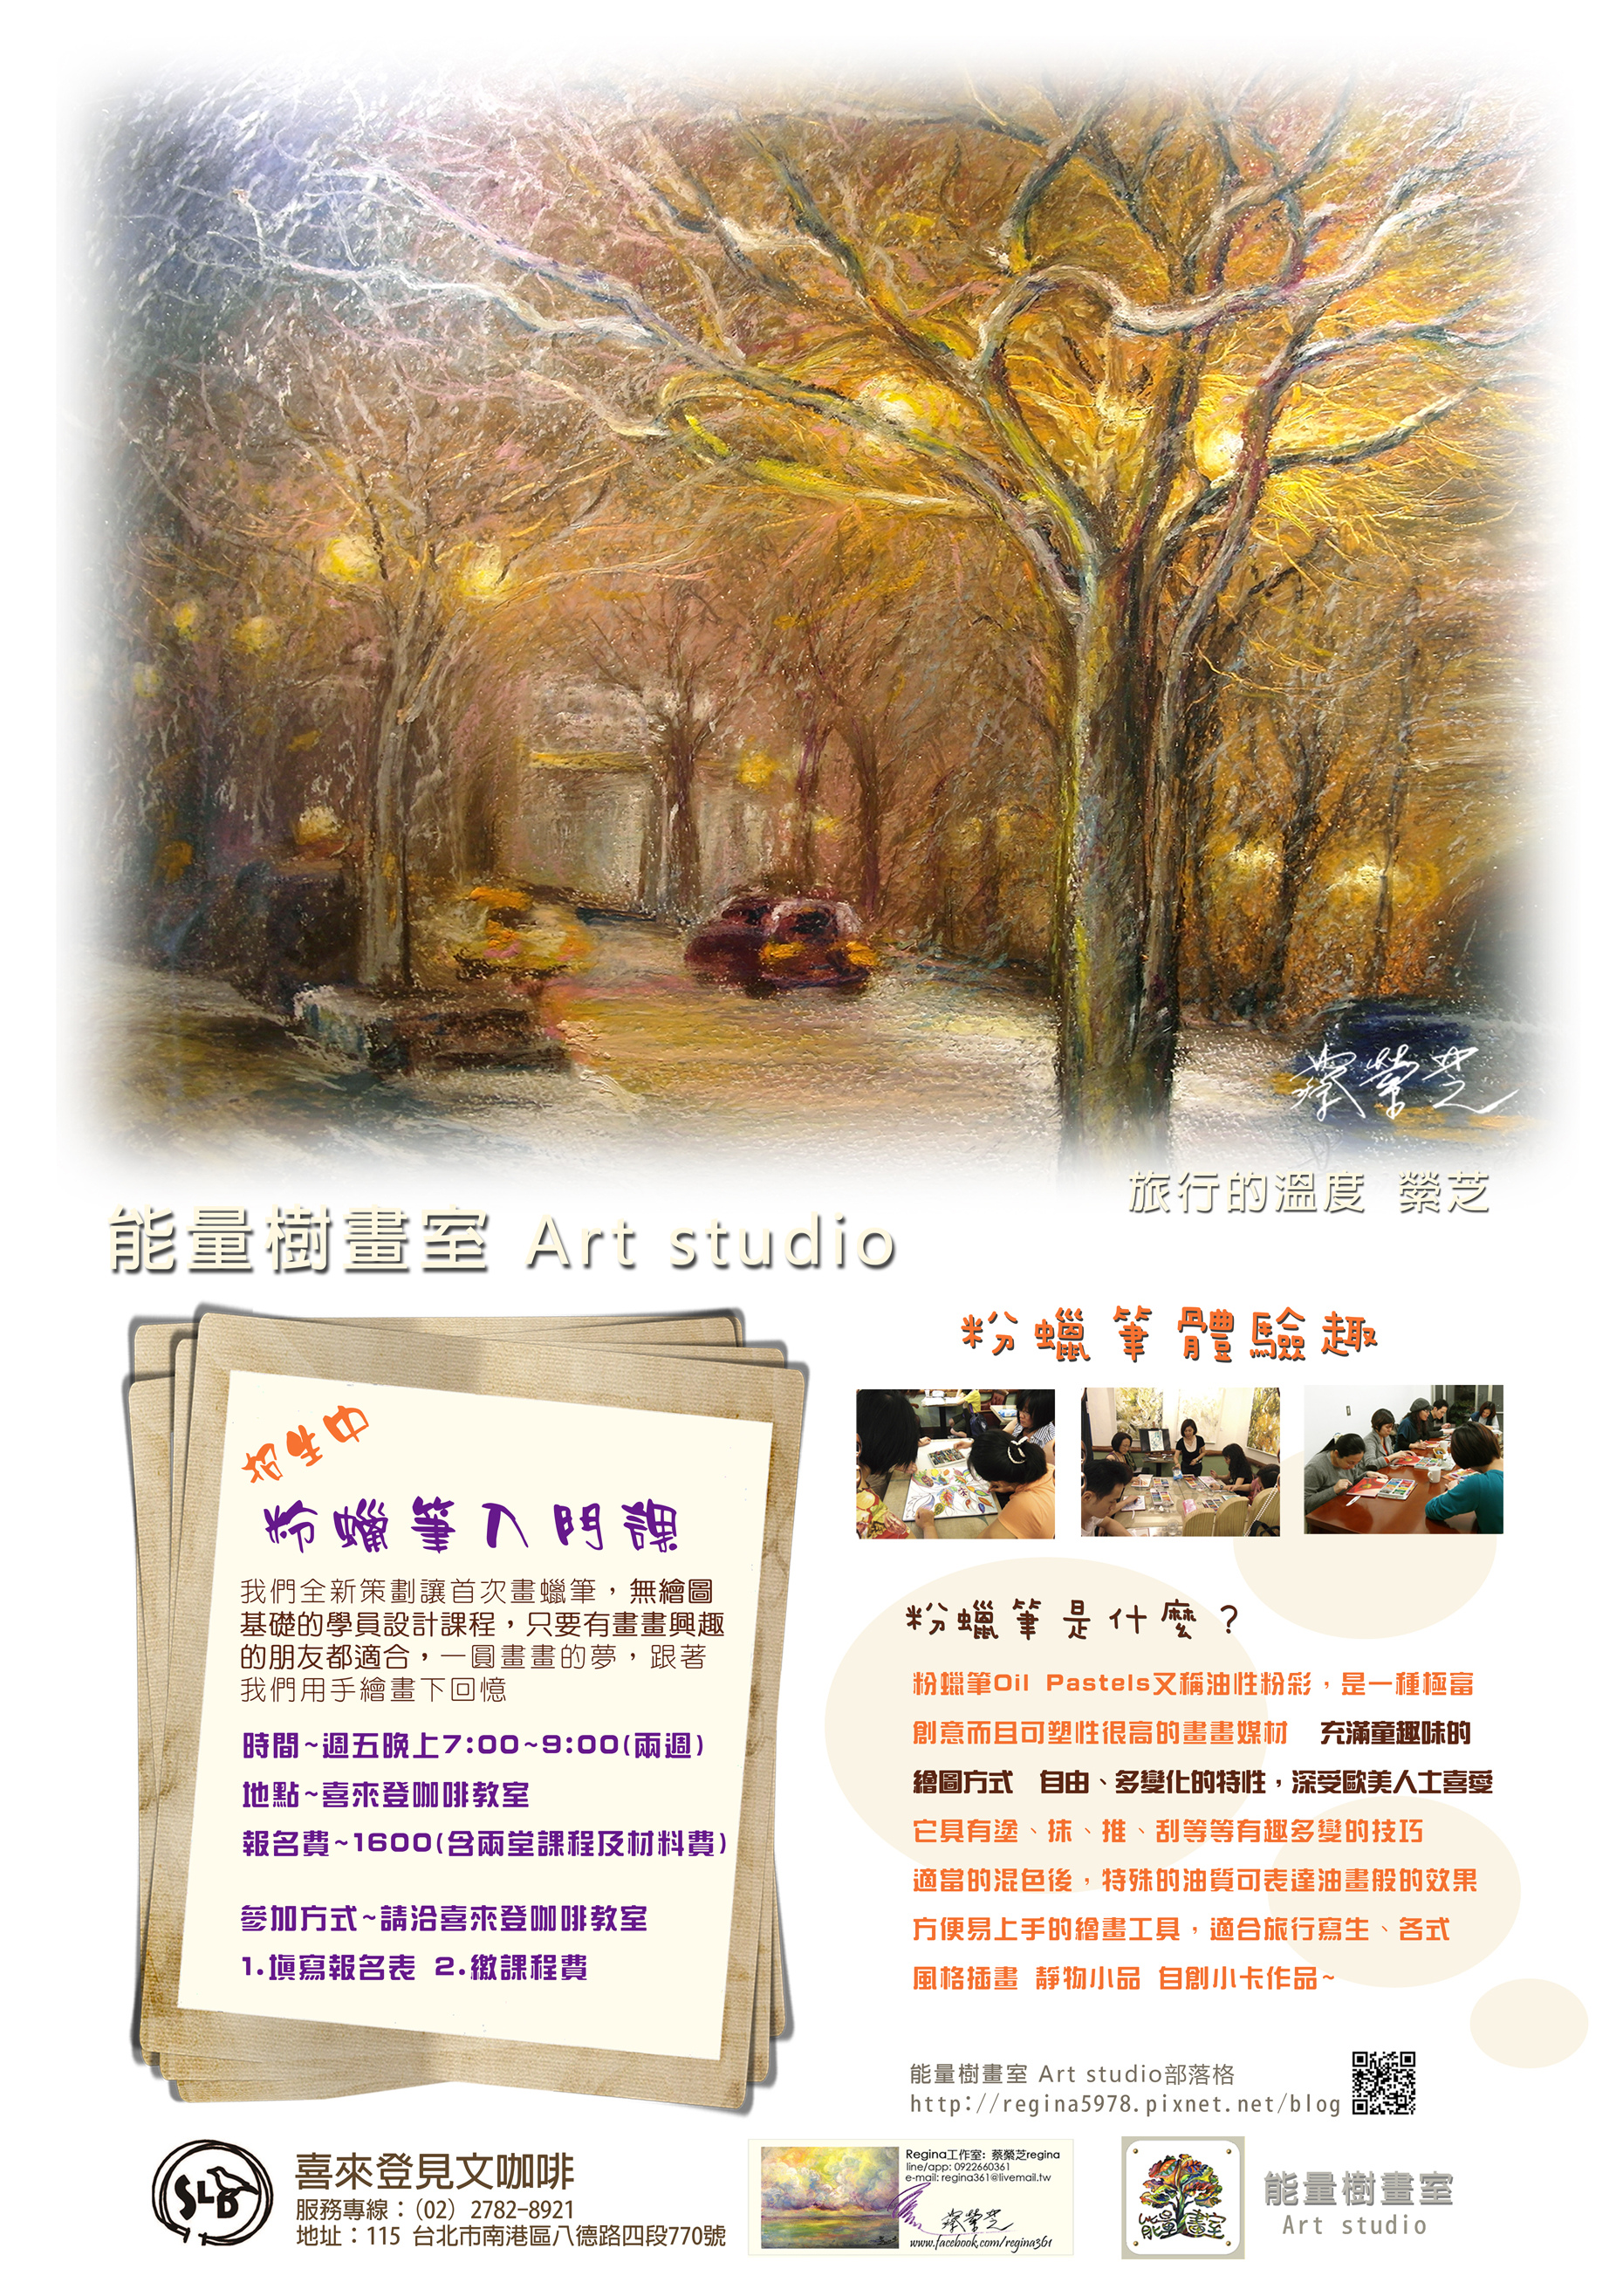 蔡縈芝
旅行的溫度 縈芝
能量樹畫室 Art studio
招生中
粉蠟筆入門課
我們全新策劃讓首次畫蠟筆，無繪圖
基礎的學員設計課程，只要有畫畫興趣
的朋友都適合，一圓畫畫的夢，跟著
我們用手繪畫下回憶
時間~週五晚上7:00~9:00(兩週)
地點~喜來登咖啡教室
報名費~1600(含兩堂課程及材料費)
參加方式~請洽喜來登咖啡教室
1.填寫報名表 2.繳課程費
粉蠟筆體驗趣
粉蠟筆是什麼？
粉蠟筆Oil Pastels又稱油性粉彩，是一種極富
創意而且可塑性很高的畫畫媒材 充滿童趣味的
繪圖方式 自由、多變化的特性，深受歐美人士喜愛
它具有塗、抹、推、刮等等有趣多變的技巧
適當的混色後，特殊的油質可表達油畫般的效果
方便易上手的繪畫工具，適合旅行寫生、各式
風格插畫 靜物小品 自創小卡作品~
能量樹畫室 Art studio部落格
http://regina5978.pixnet.net/blog
SLD
喜來登見文咖啡
服務專線：(02) 2782-8921
地址：115 台北市南港區八德路四段770號
Regina工作室: 蔡縈芝regina
line/app: 0922660361
e-mail: regina361@livemail.tw
蔡縈芝
www.facebook.com/regina361
能量畫室
能量樹畫室
Art studio